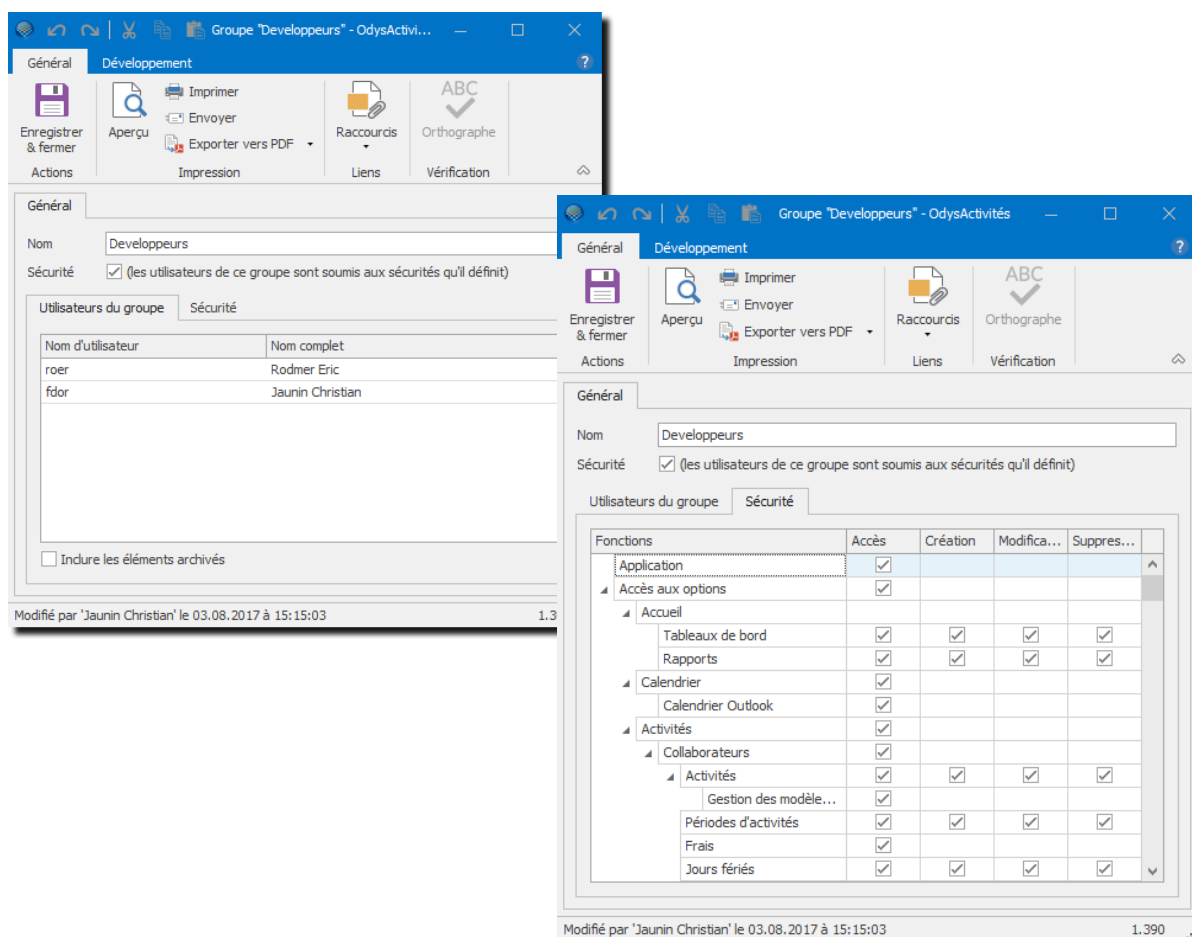 Groupe "Developpeurs" - OdysActivi...
Général Développement
?
Enregistrer & fermer
Aperçu
Imprimer
Envoyer
Exporter vers PDF
Raccourcis
ABC
Orthographe
Actions Impression Liens Vérification
Général
Nom Developpeurs
Sécurité (les utilisateurs de ce groupe sont soumis aux sécurités qu'il définit)
Utilisateurs du groupe Sécurité
Nom d'utilisateur Nom complet
roer Rodmer Eric
fdor Jaunin Christian
Inclure les éléments archivés
Modifié par 'Jaunin Christian' le 03.08.2017 à 15:15:03
Groupe "Developpeurs" - OdysActivités
Général Développement
?
Enregistrer & fermer
Aperçu
Imprimer
Envoyer
Exporter vers PDF
Raccourcis
ABC
Orthographe
Actions Impression Liens Vérification
Général
Nom Developpeurs
Sécurité (les utilisateurs de ce groupe sont soumis aux sécurités qu'il définit)
Utilisateurs du groupe Sécurité
Fonctions Accès Création Modifica... Suppres...
Application
Accès aux options
Accueil
Tableaux de bord
Rapports
Calendrier
Calendrier Outlook
Activités
Collaborateurs
Activités
Gestion des modèle...
Périodes d'activités
Frais
Jours fériés
Modifié par 'Jaunin Christian' le 03.08.2017 à 15:15:03 1.390